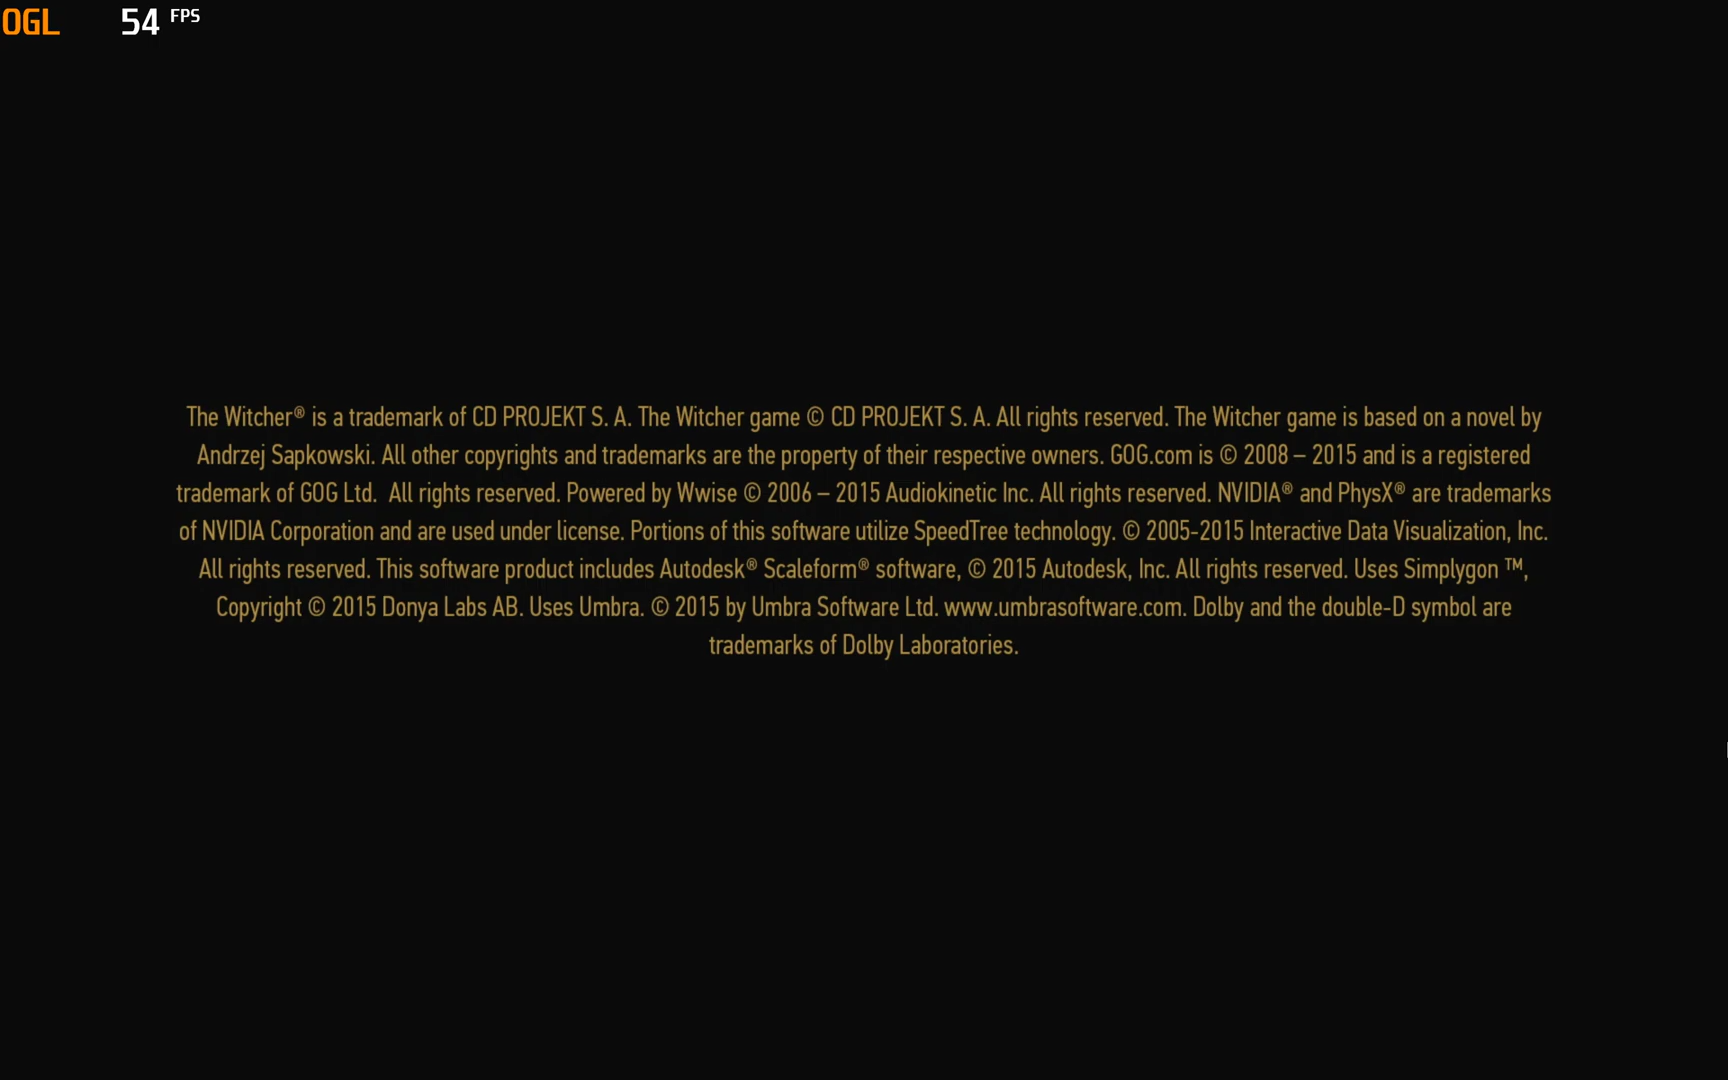 OGL 54 FPS
The Witcher® is a trademark of CD PROJEKT S. A. The Witcher game © CD PROJEKT S. A. All rights reserved. The Witcher game is based on a novel by
Andrzej Sapkowski. All other copyrights and trademarks are the property of their respective owners. GOG.com is © 2008 – 2015 and is a registered
trademark of GOG Ltd.  All rights reserved. Powered by Wwise © 2006 – 2015 Audiokinetic Inc. All rights reserved. NVIDIA® and PhysX® are trademarks
of NVIDIA Corporation and are used under license. Portions of this software utilize SpeedTree technology. © 2005-2015 Interactive Data Visualization, Inc.
All rights reserved. This software product includes Autodesk® Scaleform® software, © 2015 Autodesk, Inc. All rights reserved. Uses Simplygon ™,
Copyright © 2015 Donya Labs AB. Uses Umbra. © 2015 by Umbra Software Ltd. www.umbrasoftware.com. Dolby and the double-D symbol are
trademarks of Dolby Laboratories.